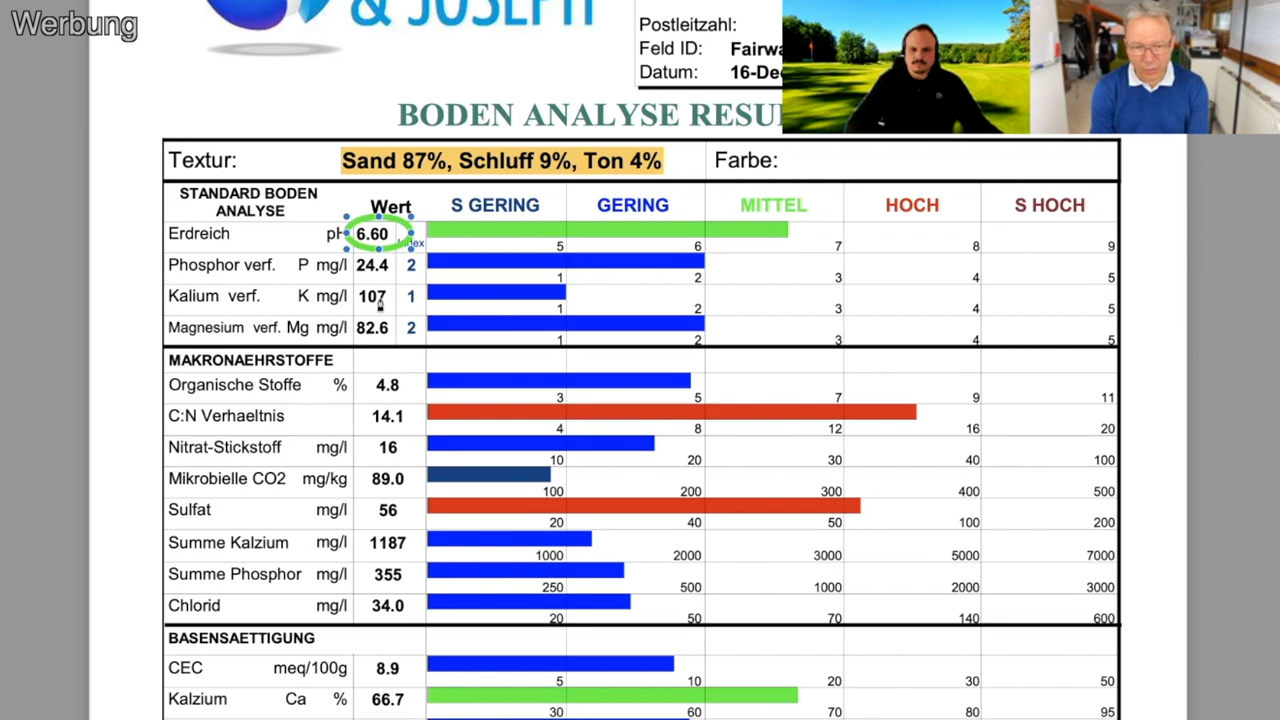 Werbung
& JOSEPH
Postleitzahl:
Feld ID: Fairwa
Datum: 16-Dec
BODEN ANALYSE RESU
Textur: Sand 87%, Schluff 9%, Ton 4% Farbe:
STANDARD BODEN ANALYSE Wert S GERING GERING MITTEL HOCH S HOCH
Erdreich pH 6.60
5 6 7 8 9
Phosphor verf. P mg/l 24.4 2
1 2 3 4 5
Kalium verf. K mg/l 107 1
1 2 3 4 5
Magnesium verf. Mg mg/l 82.6 2
1 2 3 4 5
MAKRONAEHRSTOFFE
Organische Stoffe % 4.8
3 5 7 9 11
C:N Verhaeltnis 14.1
4 8 12 16 20
Nitrat-Stickstoff mg/l 16
10 20 30 40 100
Mikrobielle CO2 mg/kg 89.0
100 200 300 400 500
Sulfat mg/l 56
20 40 50 100 200
Summe Kalzium mg/l 1187
1000 2000 3000 5000 7000
Summe Phosphor mg/l 355
250 500 1000 2000 3000
Chlorid mg/l 34.0
20 50 70 140 600
BASENSAETTIGUNG
CEC meq/100g 8.9
5 10 20 30 50
Kalzium Ca % 66.7
30 60 70 80 95